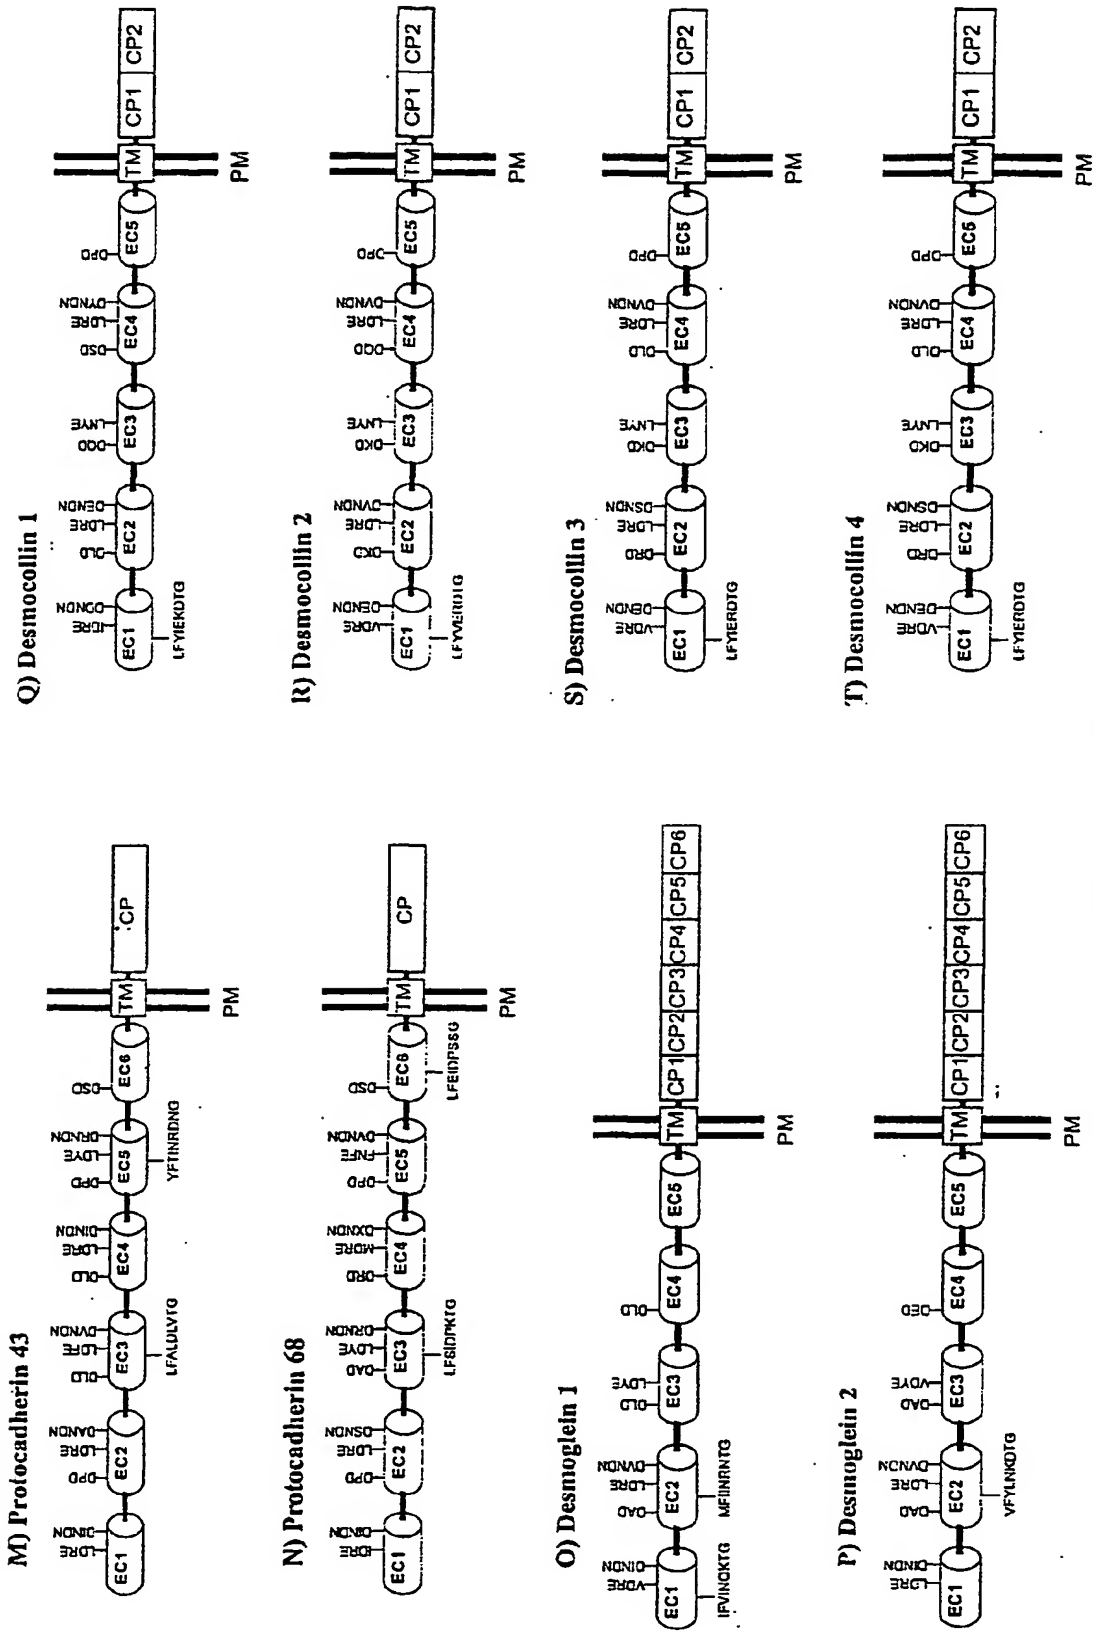 M) Protocadherin 43
LDRE DINDN DPD LDRE DANDN DLD LDRE DVNDN DLD LDRE DINDN DPD LDYE DRNDN DSD
EC1 EC2 EC3 EC4 EC5 EC6 TM CP
LFALDLVTG YFTINRDNG
PM
N) Protocadherin 68
IDRE DINDN DPD LDRE DSNDN DAD LDYE DRNDN DRD MDRE DXNDN DPD FNFE DVNDN DSD
EC1 EC2 EC3 EC4 EC5 EC6 TM CP
LFSIDPKTG LFEIDPSSG
PM
O) Desmoglein 1
VDRE DINDN DAD LDRE DVNDN DLD LDYE DLD
EC1 EC2 EC3 EC4 EC5 TM CP1 CP2 CP3 CP4 CP5 CP6
IFVINQKTG MFIINRNTG
PM
P) Desmoglein 2
LDRE DINDN DAD LDRE DVNDN DAD VDYE DED
EC1 EC2 EC3 EC4 EC5 TM CP1 CP2 CP3 CP4 CP5 CP6
VFYLNKDTG
PM
Q) Desmocollin 1
IDRE DGNDN DLD LDRE DENDN DQD LNYE DSD LDRE DYNDN DPD
EC1 EC2 EC3 EC4 EC5 TM CP1 CP2
LFYIEKDTG
PM
R) Desmocollin 2
VDRE DENDN DKD LDRE DVNDN DKD LNYE DQD LDRE DVNDN DPD
EC1 EC2 EC3 EC4 EC5 TM CP1 CP2
LFYVERDTG
PM
S) Desmocollin 3
VDRE DENDN DRD LDRE DSNDN DKD LNYE DLD LDRE DVNDN DPD
EC1 EC2 EC3 EC4 EC5 TM CP1 CP2
LFYIERDTG
PM
T) Desmocollin 4
VDRE DENDN DRD LDRE DSNDN DKD LNYE DLD LDRE DVNDN DPD
EC1 EC2 EC3 EC4 EC5 TM CP1 CP2
LFYIERDTG
PM